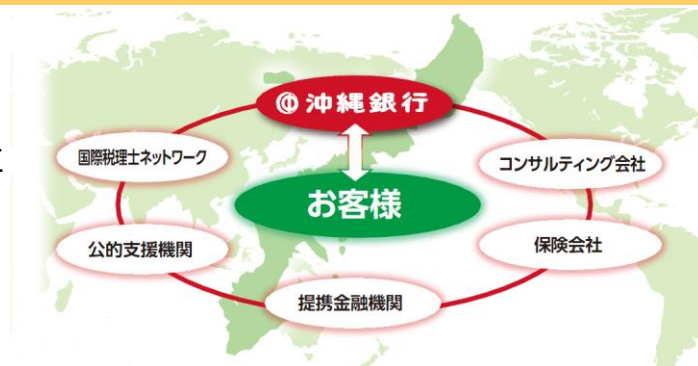 沖縄銀行
国際税理士ネットワーク
コンサルティング会社
お客様
公的支援機関
保険会社
提携金融機関